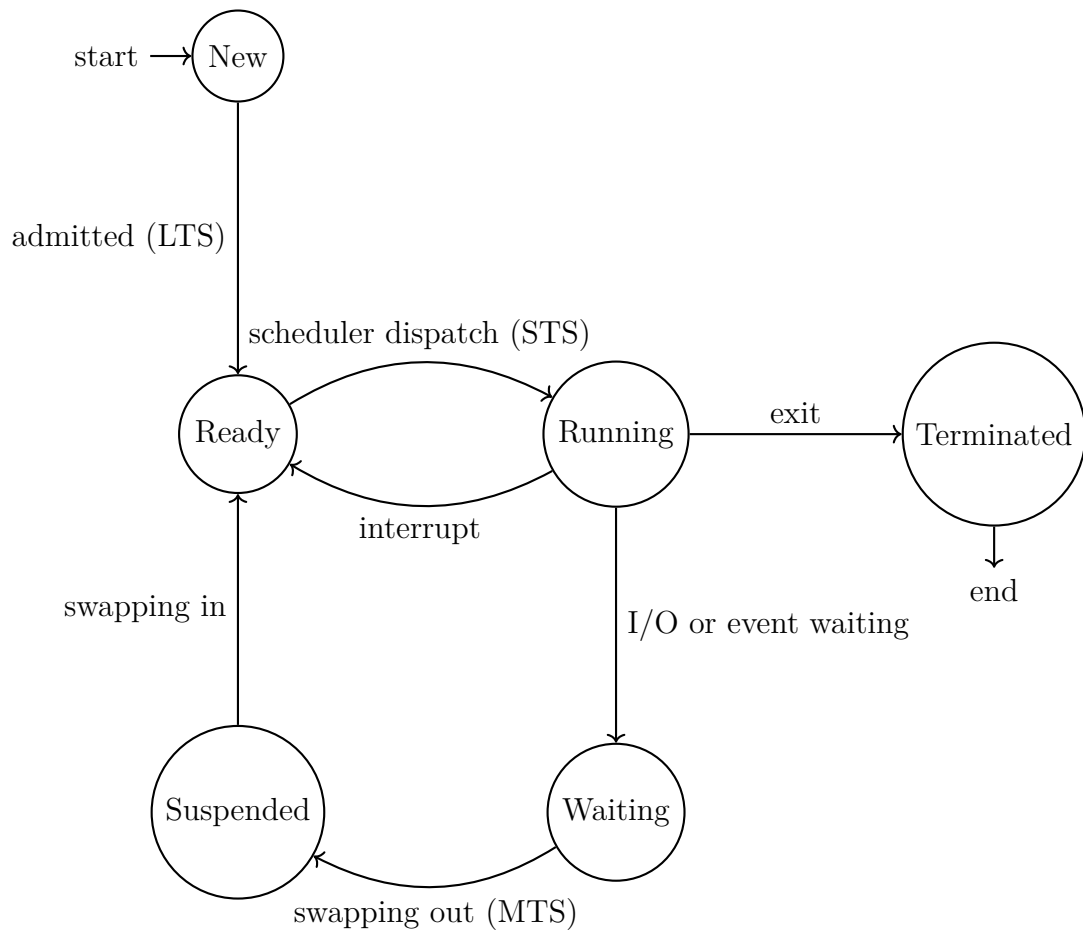 start
New
admitted (LTS)
scheduler dispatch (STS)
Ready
Running
exit
Terminated
interrupt
end
swapping in
I/O or event waiting
Suspended
Waiting
swapping out (MTS)